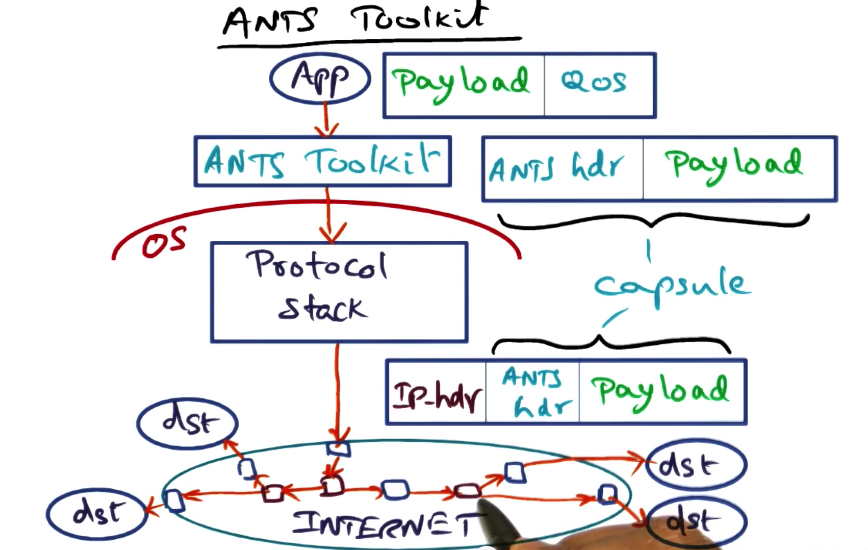 ANTS Toolkit
App
Payload QOS
ANTS Toolkit
ANTS hdr Payload
OS
Protocol
stack
capsule
IP-hdr ANTS
hdr Payload
dst
dst
dst
dst
INTERNET